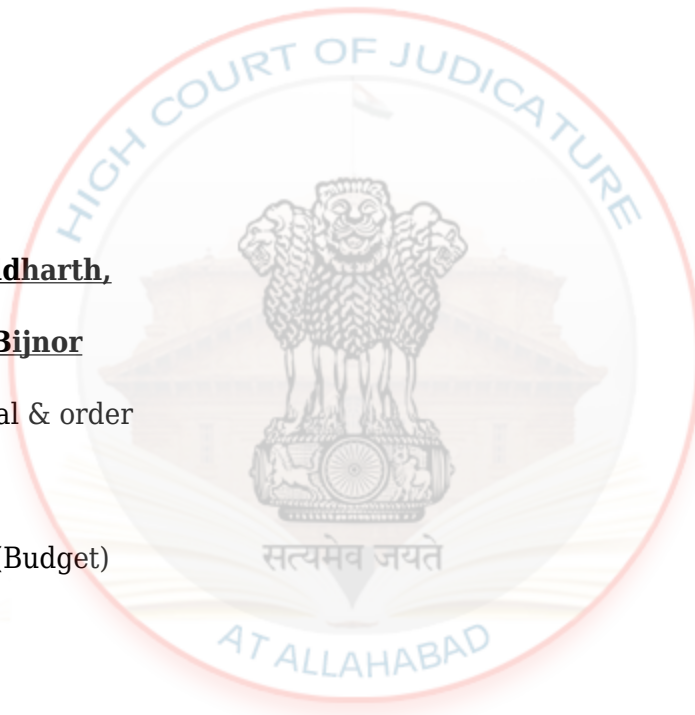 HIGH COURT OF JUDICATURE
dharth,
Bijnor
al & order
(Budget)
सत्यमेव जयते
AT ALLAHABAD